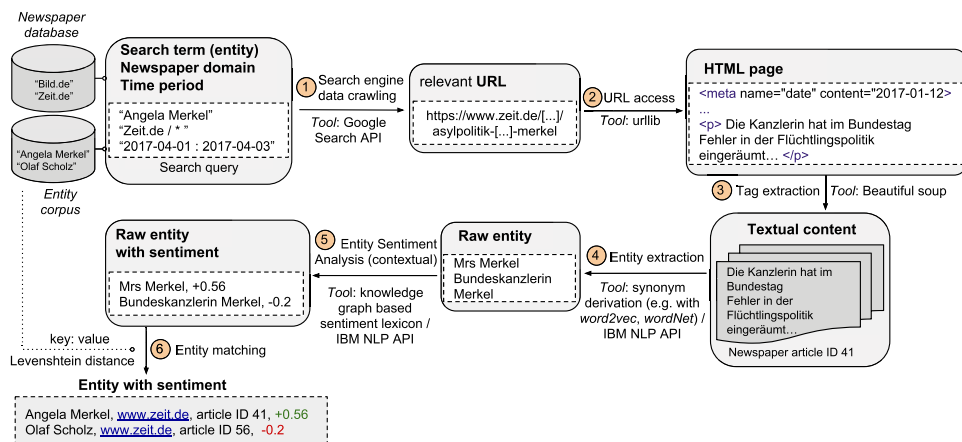 Newspaper
database
"Bild.de"
"Zeit.de"
"Angela Merkel"
"Olaf Scholz"
Entity
corpus
Search term (entity)
Newspaper domain
Time period
"Angela Merkel"
"Zeit.de / * "
"2017-04-01 : 2017-04-03"
Search query
1 Search engine
data crawling
Tool: Google
Search API
relevant URL
https://www.zeit.de/[...]/
asylpolitik-[...]-merkel
2 URL access
Tool: urllib
HTML page
<meta name="date" content="2017-01-12>
...
<p> Die Kanzlerin hat im Bundestag
Fehler in der Flüchtlingspolitik
eingeräumt… </p>
3 Tag extraction
Tool: Beautiful soup
Textual content
Die Kanzlerin hat im
Bundestag
Fehler in der
Flüchtlingspolitik
eingeräumt…
Newspaper article ID 41
4 Entity extraction
Tool: synonym
derivation (e.g. with
word2vec, wordNet) /
IBM NLP API
Raw entity
Mrs Merkel
Bundeskanzlerin
Merkel
5 Entity Sentiment
Analysis (contextual)
Tool: knowledge
graph based
sentiment lexicon /
IBM NLP API
Raw entity
with sentiment
Mrs Merkel, +0.56
Bundeskanzlerin Merkel, -0.2
key: value
Levenshtein distance
6 Entity matching
Entity with sentiment
Angela Merkel, www.zeit.de, article ID 41, +0.56
Olaf Scholz, www.zeit.de, article ID 56, -0.2